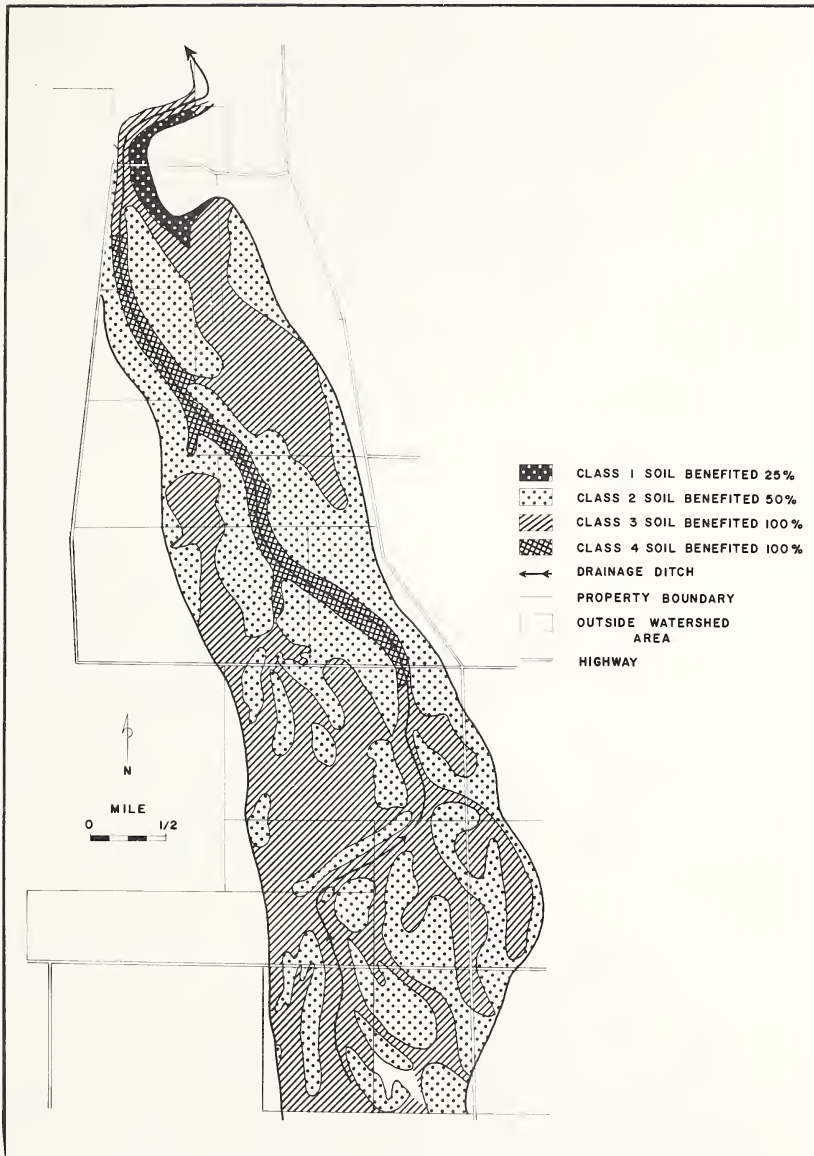 CLASS 1 SOIL BENEFITED 25%
CLASS 2 SOIL BENEFITED 50%
CLASS 3 SOIL BENEFITED 100%
CLASS 4 SOIL BENEFITED 100%
DRAINAGE DITCH
PROPERTY BOUNDARY
OUTSIDE WATERSHED
AREA
HIGHWAY
N
MILE
0 1/2